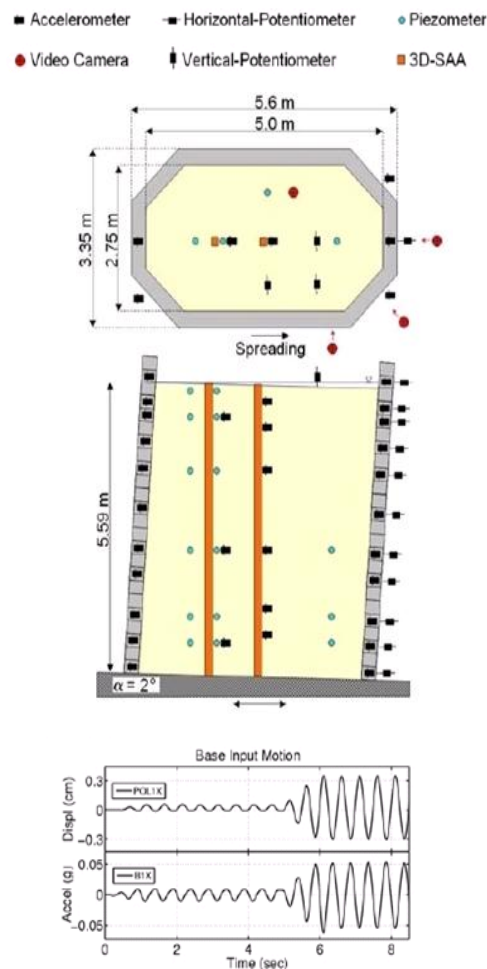 Accelerometer Horizontal-Potentiometer Piezometer
Video Camera Vertical-Potentiometer 3D-SAA
5.6 m
5.0 m
3.35 m
2.75 m
Spreading
5.59 m
α = 2°
Base Input Motion
Displ (cm)
0.3
0
-0.3
POL1X
Accel (g)
0.05
0.00
-0.05
B1X
0 2 4 6 8
Time (sec)